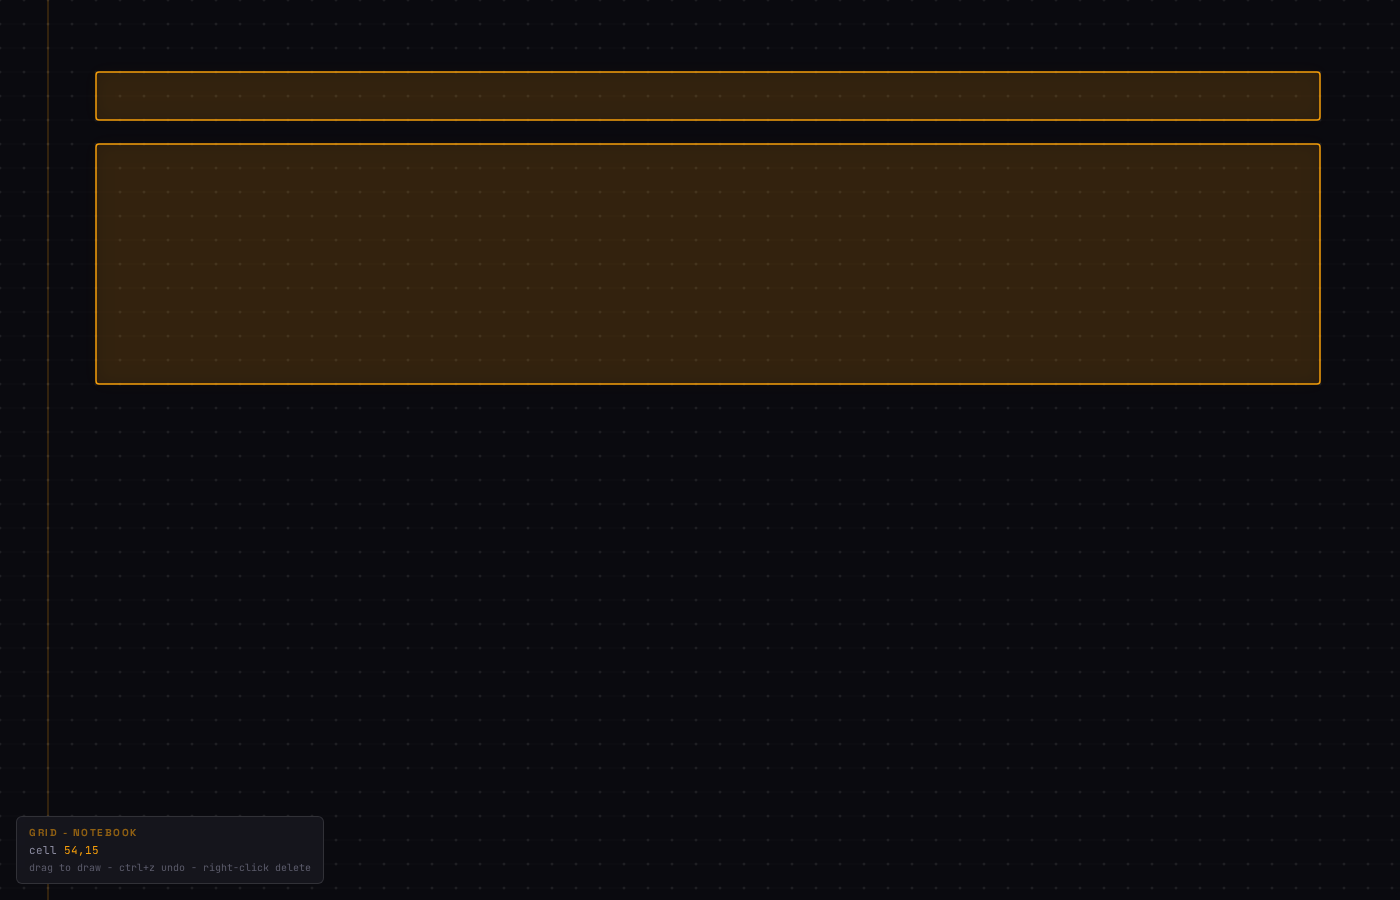 GRID - NOTEBOOK
cell 54,15
drag to draw – ctrl+z undo – right-click delete